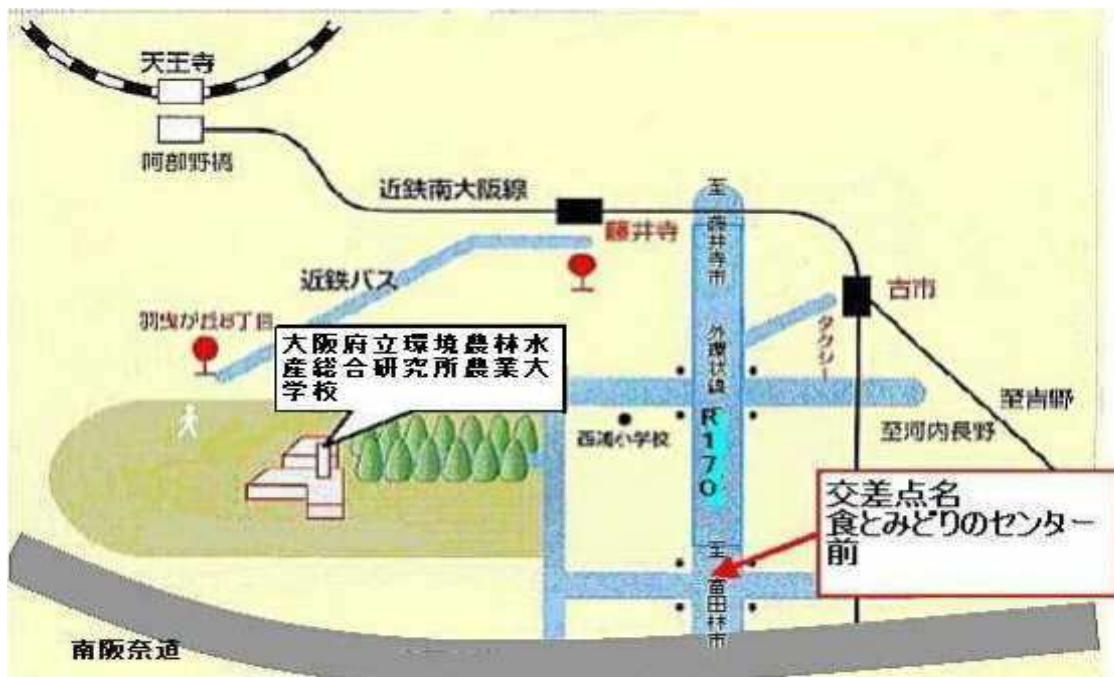 天王寺
阿部野橋
近鉄南大阪線
藤井寺
至
藤井寺市
近鉄バス
古市
羽曳が丘8丁目
外環状線
タクシー
大阪府立環境農林水
産総合研究所農業大
学校
R170
至吉野
西浦小学校
至河内長野
交差点名
食とみどりのセンター
前
至
富田林市
南阪奈道